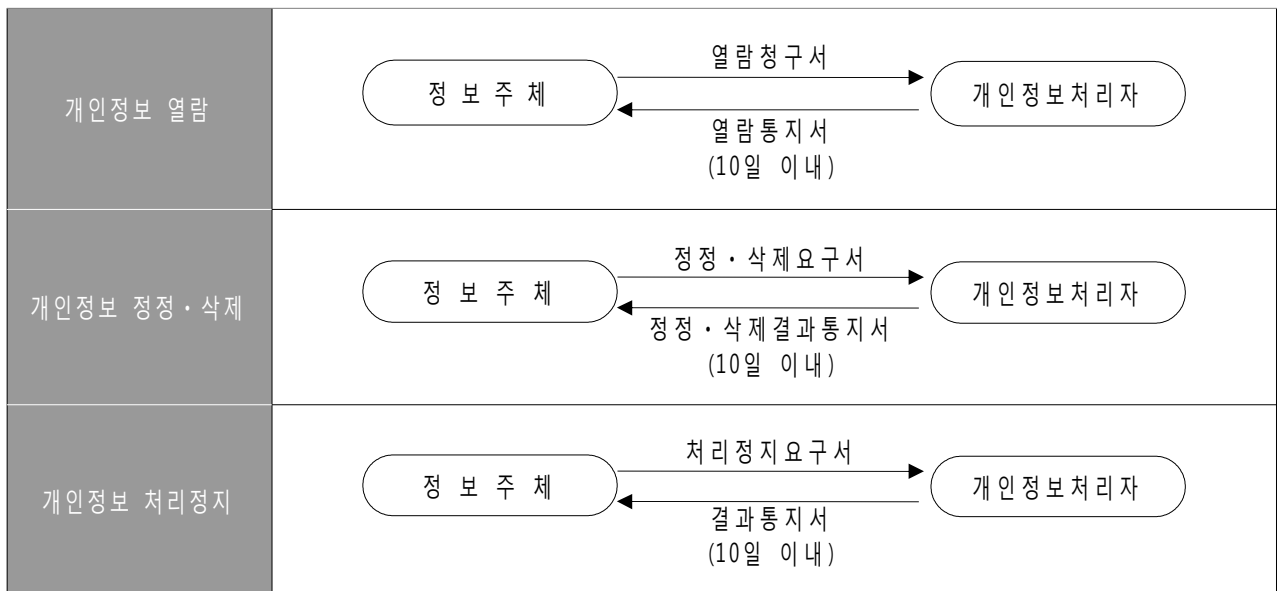 개인정보 열람
정보주체
열람청구서
개인정보처리자
열람통지서
(10일 이내)
개인정보 정정·삭제
정보주체
정정·삭제요구서
개인정보처리자
정정·삭제결과통지서
(10일 이내)
개인정보 처리정지
정보주체
처리정지요구서
개인정보처리자
결과통지서
(10일 이내)